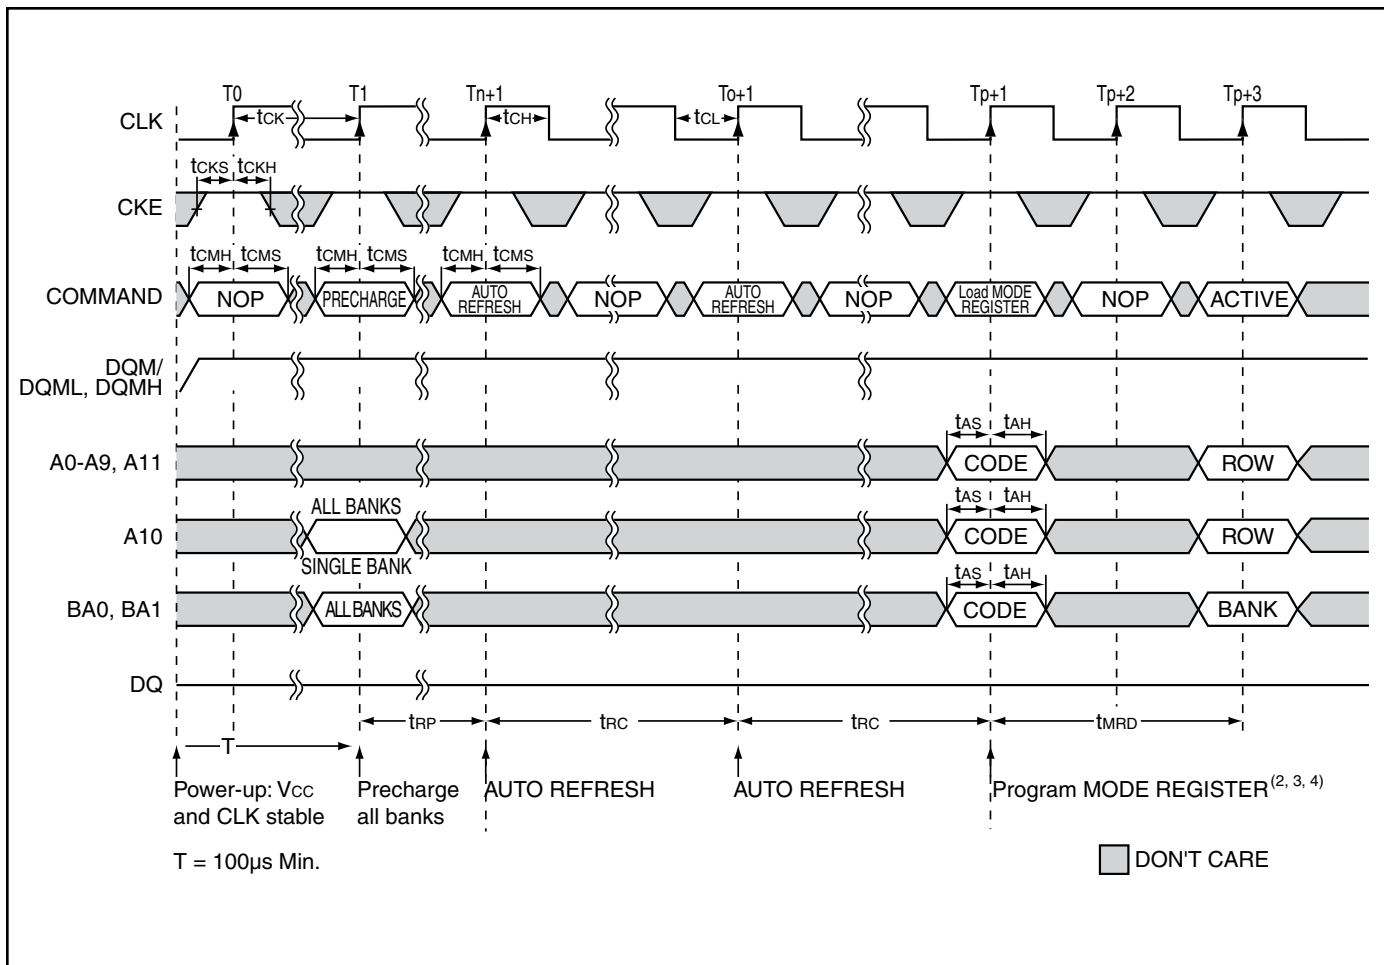 T0 T1 Tn+1 To+1 Tp+1 Tp+2 Tp+3
CLK tCK tCH tCL
tCKS tCKH
CKE
tCMH tCMS tCMH tCMS tCMH tCMS
COMMAND NOP PRECHARGE AUTO REFRESH NOP AUTO REFRESH NOP Load MODE REGISTER NOP ACTIVE
DQM/
DQML, DQMH
tAS tAH
A0-A9, A11 CODE ROW
ALL BANKS tAS tAH
A10 CODE ROW
SINGLE BANK tAS tAH
BA0, BA1 ALL BANKS CODE BANK
DQ
tRP tRC tRC tMRD
T
Power-up: VCC Precharge AUTO REFRESH AUTO REFRESH Program MODE REGISTER(2, 3, 4)
and CLK stable all banks
T = 100µs Min. DON'T CARE